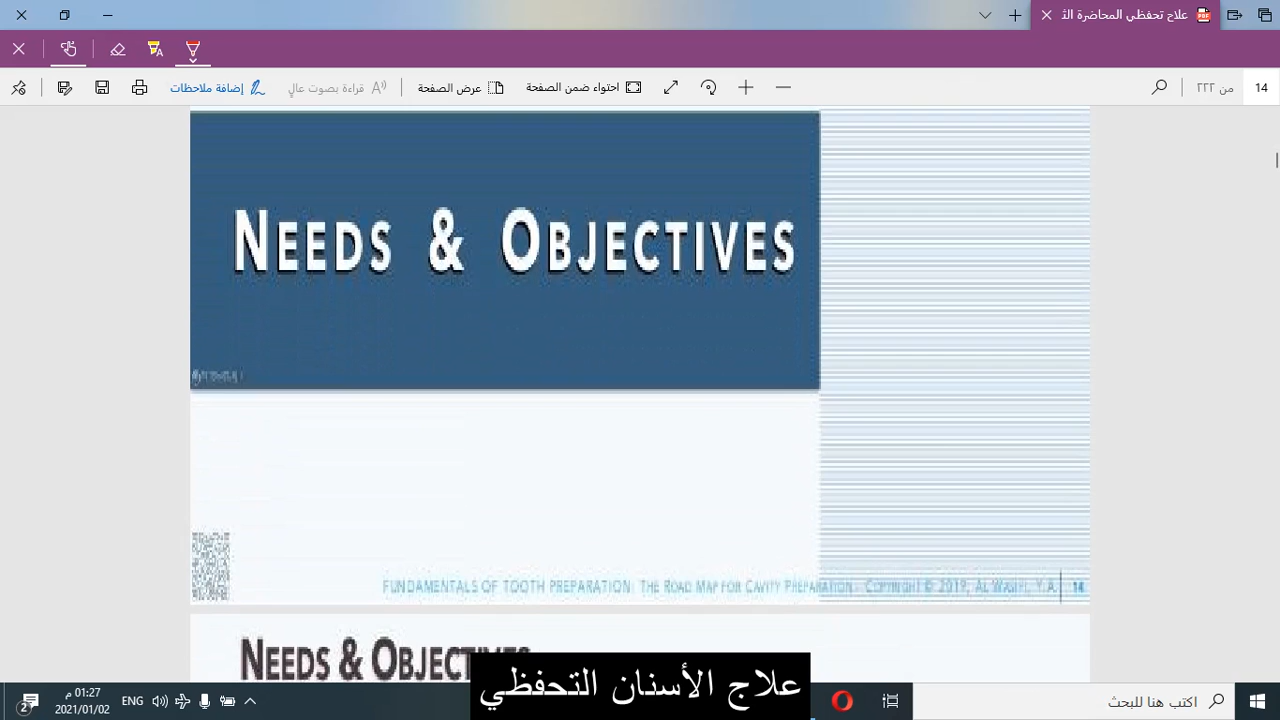 علاج تحفظي المحاضرة الث
إضافة ملاحظات
قراءة بصوت عالٍ
عرض الصفحة
احتواء ضمن الصفحة
من ٢٢٢
14
NEEDS & OBJECTIVES
FUNDAMENTALS OF TOOTH PREPARATION: THE ROAD MAP FOR CAVITY PREPARATION - COPYRIGHT © 2019, AL WASIFI, Y.A. 14
NEEDS & OBJECTIVES
علاج الأسنان التحفظي
01:27 م
2021/01/02
ENG
2
اكتب هنا للبحث